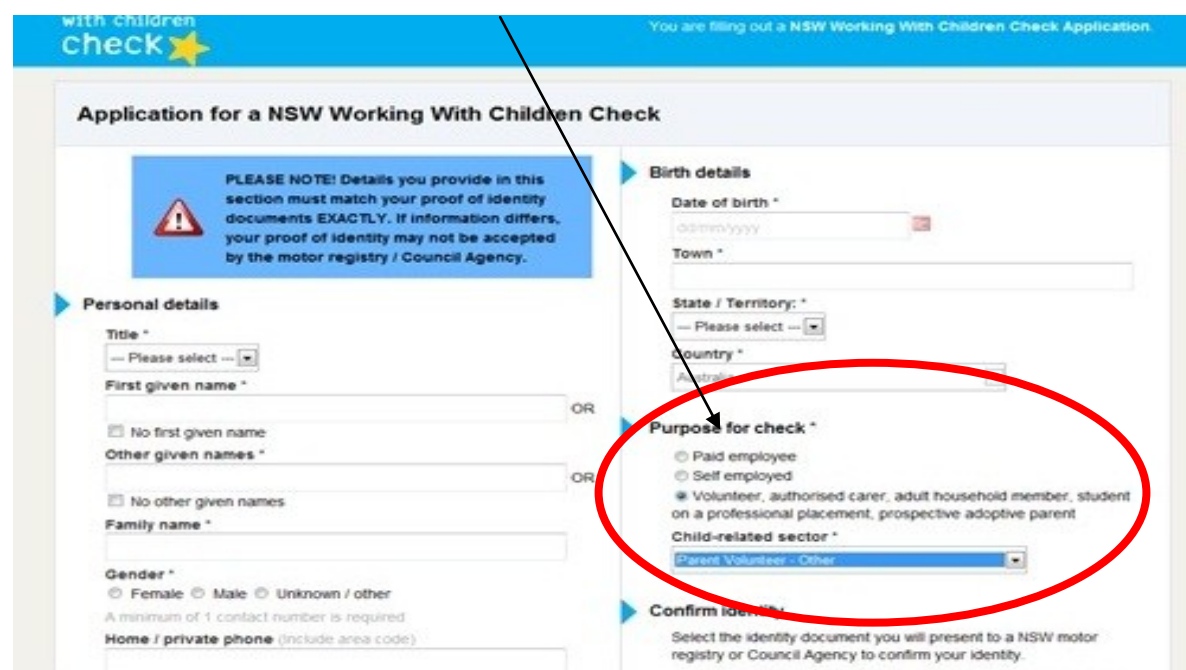 with children
check
You are filling out a NSW Working With Children Check Application.
Application for a NSW Working With Children Check
PLEASE NOTE! Details you provide in this
section must match your proof of identity
documents EXACTLY. If information differs,
your proof of identity may not be accepted
by the motor registry / Council Agency.
Personal details
Title *
--- Please select ---
First given name *
OR
No first given name
Other given names *
OR
No other given names
Family name *
Gender *
Female Male Unknown / other
A minimum of 1 contact number is required
Home / private phone (include area code)
Birth details
Date of birth *
dd/mm/yyyy
Town *
State / Territory: *
--- Please select ---
Country *
Australia
Purpose for check *
Paid employee
Self employed
Volunteer, authorised carer, adult household member, student
on a professional placement, prospective adoptive parent
Child-related sector *
Parent Volunteer - Other
Confirm identity
Select the identity document you will present to a NSW motor
registry or Council Agency to confirm your identity.